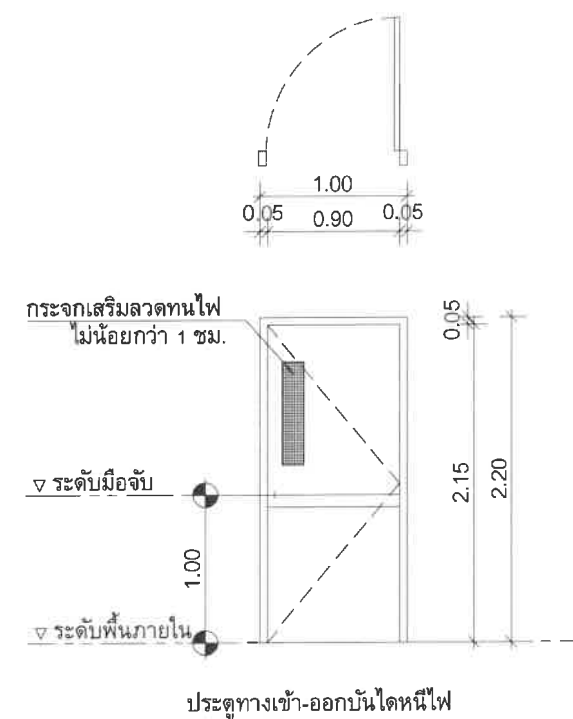 1.00
0.05 0.90 0.05
กระจกเสริมลวดทนไฟ
ไม่น้อยกว่า 1 ชม.
0.05
ระดับมือจับ
2.15
2.20
1.00
ระดับพื้นภายใน
ประตูทางเข้า-ออกบันไดหนีไฟ